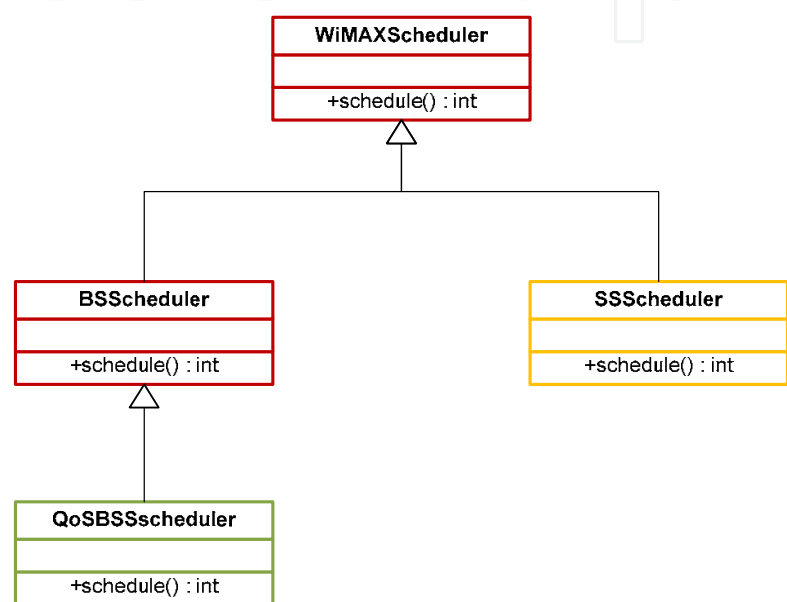 WiMAXScheduler
+schedule() : int
BSScheduler
+schedule() : int
SSScheduler
+schedule() : int
QoSBSSscheduler
+schedule() : int